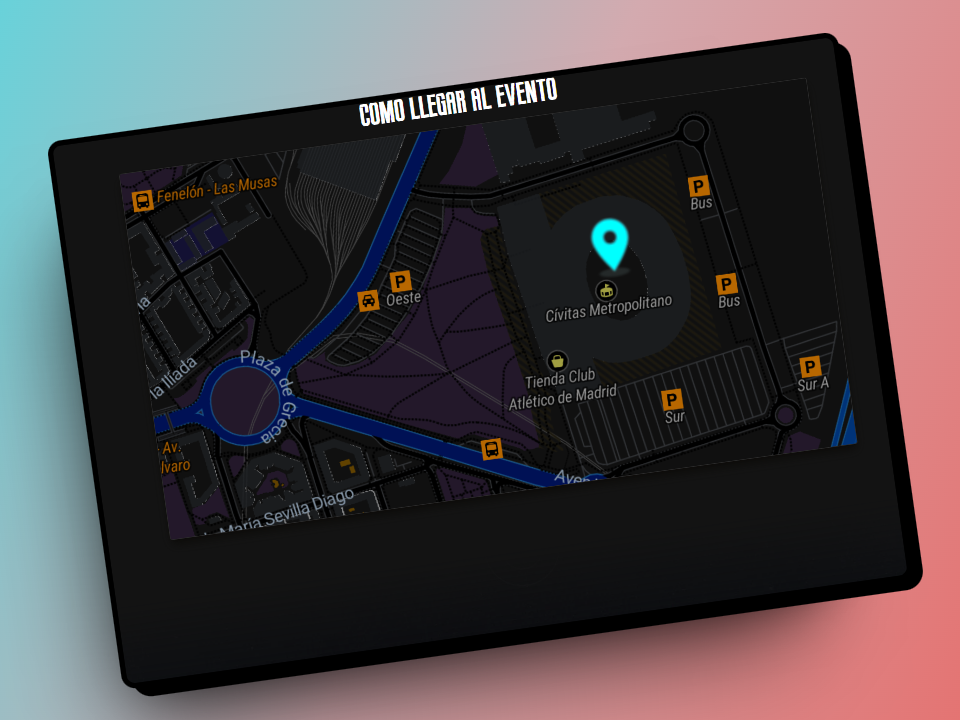 COMO LLEGAR AL EVENTO
Fenelón - Las Musas
P
Bus
P
Oeste
P
Bus
Cívitas Metropolitano
la Ilíada
Plaza de Grecia
Tienda Club
Atlético de Madrid
P
Sur
P
Sur A
Av.
lvaro
María Sevilla Diago